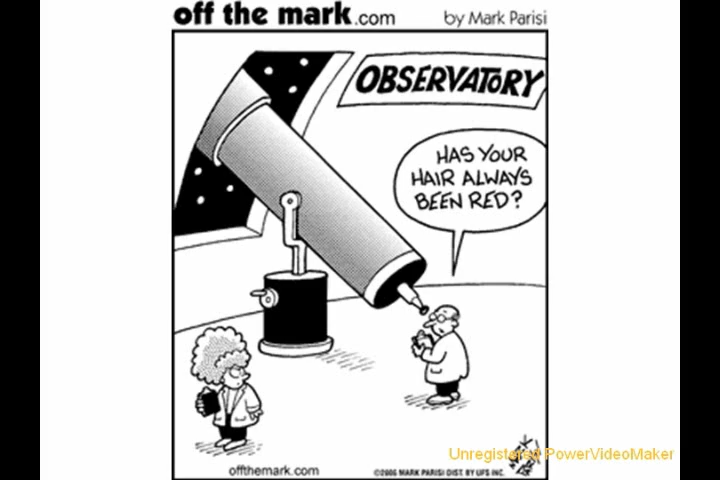 off the mark.com by Mark Parisi
OBSERVATORY
HAS YOUR
HAIR ALWAYS
BEEN RED?
Unregistered PowerVideoMaker
offthemark.com ©2006 MARK PARISI DIST. BY UFS INC.